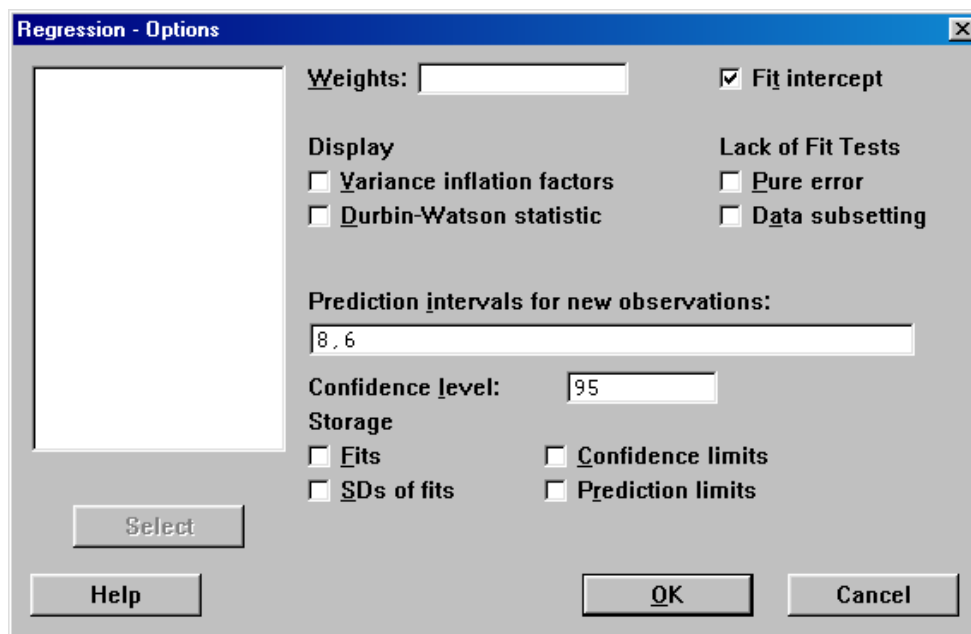 Regression - Options
Weights:
Fit intercept
Display
Lack of Fit Tests
Variance inflation factors
Pure error
Durbin-Watson statistic
Data subsetting
Prediction intervals for new observations:
8,6
Confidence level: 95
Storage
Fits
Confidence limits
SDs of fits
Prediction limits
Select
Help
OK
Cancel